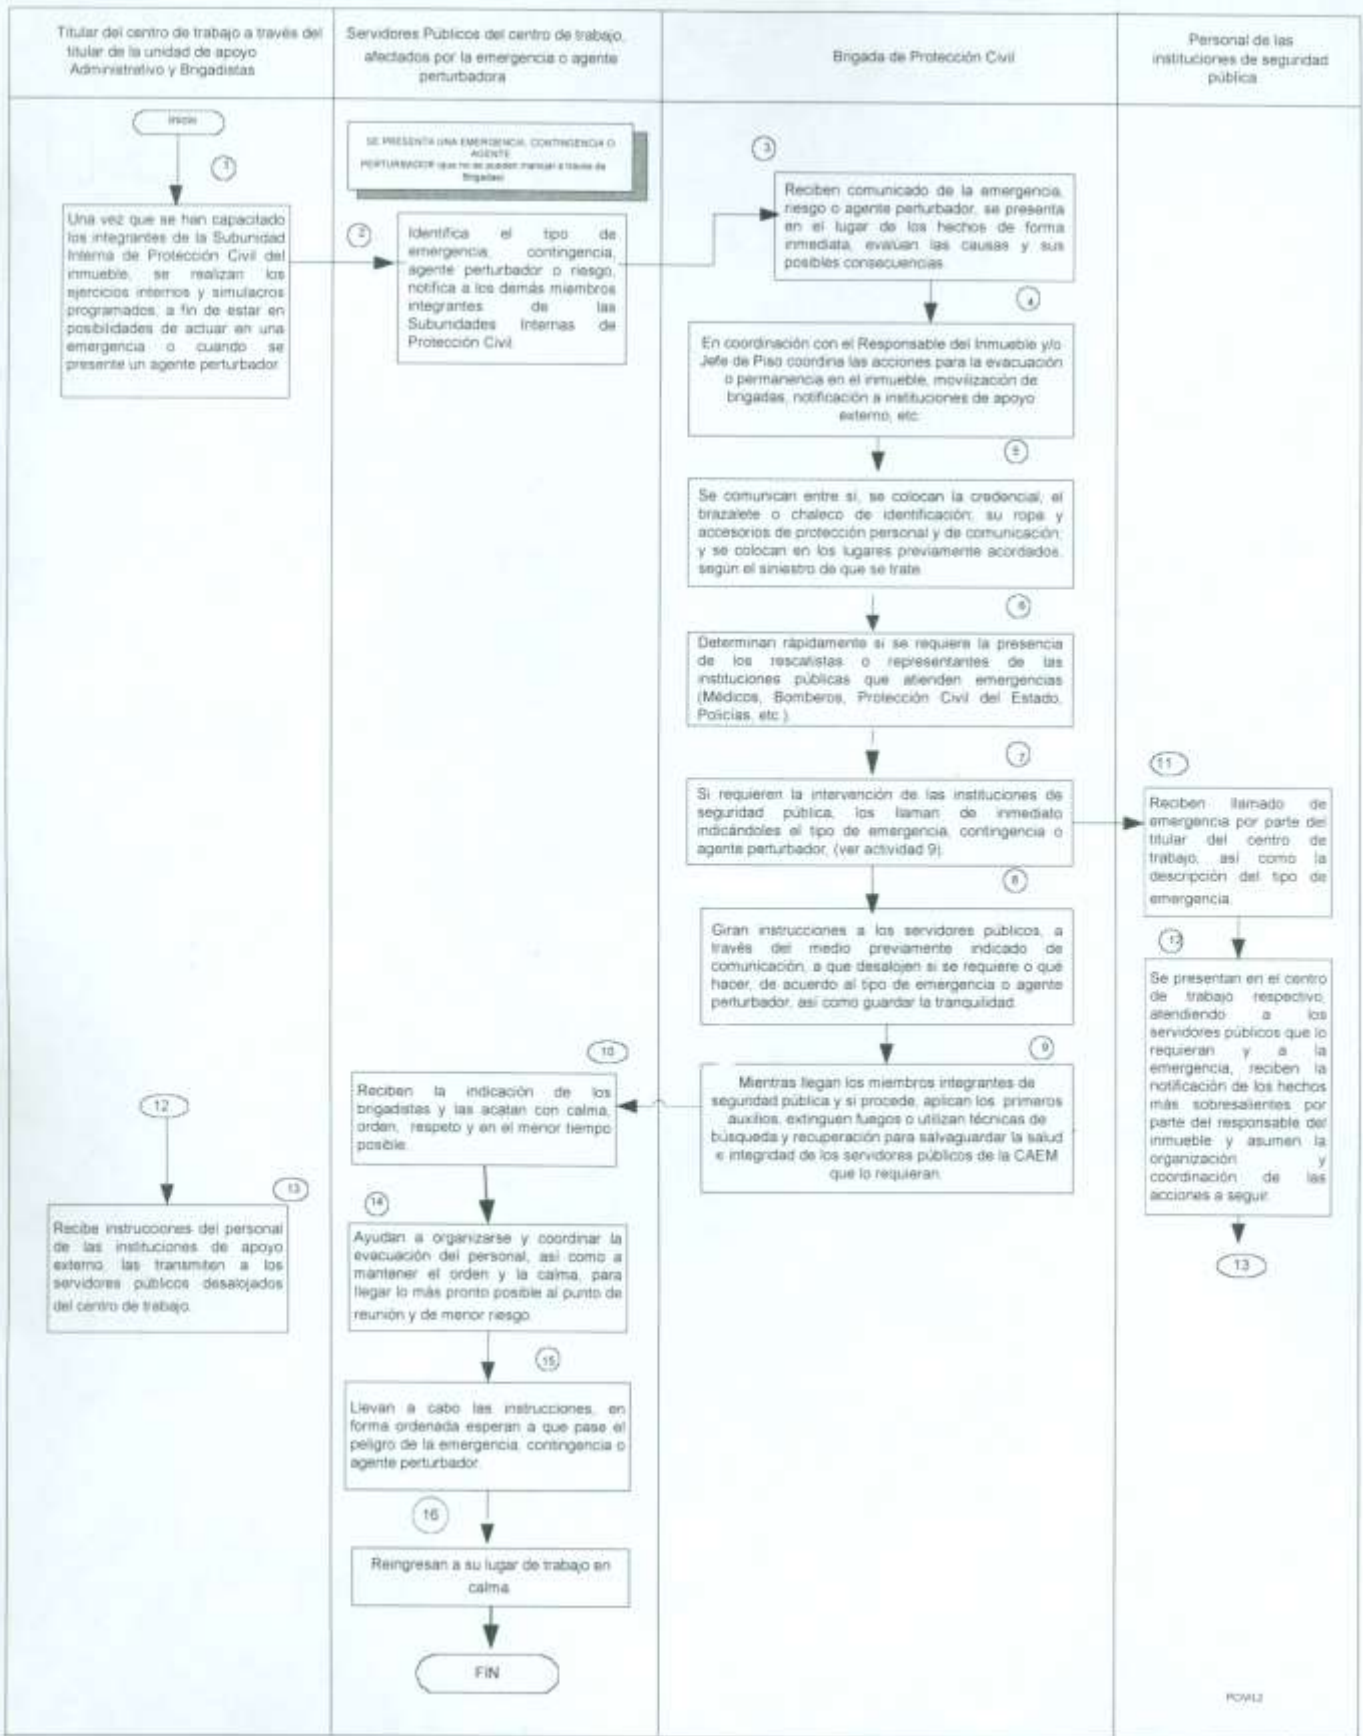 Titular del centro de trabajo a través del
titular de la unidad de apoyo
Administrativo y Brigadistas
Servidores Públicos del centro de trabajo,
afectados por la emergencia o agente
perturbadora
Brigada de Protección Civil
Personal de las
instituciones de seguridad
pública
Inicio
1
Una vez que se han capacitado
los integrantes de la Subunidad
Interna de Protección Civil del
inmueble, se realizan los
ejercicios internos y simulacros
programados, a fin de estar en
posibilidades de actuar en una
emergencia o cuando se
presente un agente perturbador
SE PRESENTA UNA EMERGENCIA, CONTINGENCIA O
AGENTE
PERTURBADOR (que no se pueden manejar a través de
Brigadas)
2
Identifica el tipo de
emergencia, contingencia,
agente perturbador o riesgo,
notifica a los demás miembros
integrantes de las
Subunidades Internas de
Protección Civil
3
Reciben comunicado de la emergencia,
riesgo o agente perturbador, se presenta
en el lugar de los hechos de forma
inmediata, evalúan las causas y sus
posibles consecuencias.
4
En coordinación con el Responsable del Inmueble y/o
Jefe de Piso coordina las acciones para la evacuación
o permanencia en el inmueble, movilización de
brigadas, notificación a instituciones de apoyo
externo, etc.
5
Se comunican entre sí, se colocan la credencial, el
brazalete o chaleco de identificación; su ropa y
accesorios de protección personal y de comunicación;
y se colocan en los lugares previamente acordados,
según el siniestro de que se trate
6
Determinan rápidamente si se requiere la presencia
de los rescatistas o representantes de las
instituciones públicas que atienden emergencias
(Médicos, Bomberos, Protección Civil del Estado,
Policías, etc.)
7
Si requieren la intervención de las instituciones de
seguridad pública, los llaman de inmediato
indicándoles el tipo de emergencia, contingencia o
agente perturbador, (ver actividad 9).
8
Giran instrucciones a los servidores públicos, a
través del medio previamente indicado de
comunicación, a que desalojen si se requiere o qué
hacer, de acuerdo al tipo de emergencia o agente
perturbador, así como guardar la tranquilidad.
9
Mientras llegan los miembros integrantes de
seguridad pública y si procede, aplican los primeros
auxilios, extinguen fuegos o utilizan técnicas de
búsqueda y recuperación para salvaguardar la salud
e integridad de los servidores públicos de la CAEM
que lo requieran.
10
Reciben la indicación de los
brigadistas y las acatan con calma,
orden, respeto y en el menor tiempo
posible.
11
Reciben llamado de
emergencia por parte del
titular del centro de
trabajo, así como la
descripción del tipo de
emergencia.
12
Se presentan en el centro
de trabajo respectivo,
atendiendo a los
servidores públicos que lo
requieran y a la
emergencia, reciben la
notificación de los hechos
más sobresalientes por
parte del responsable del
inmueble y asumen la
organización y
coordinación de las
acciones a seguir.
13
12
13
Recibe instrucciones del personal
de las instituciones de apoyo
externo, las transmiten a los
servidores públicos desalojados
del centro de trabajo.
14
Ayudan a organizarse y coordinar la
evacuación del personal, así como a
mantener el orden y la calma, para
llegar lo más pronto posible al punto de
reunión y de menor riesgo.
15
Llevan a cabo las instrucciones, en
forma ordenada esperan a que pase el
peligro de la emergencia, contingencia o
agente perturbador.
16
Reingresan a su lugar de trabajo en
calma
FIN